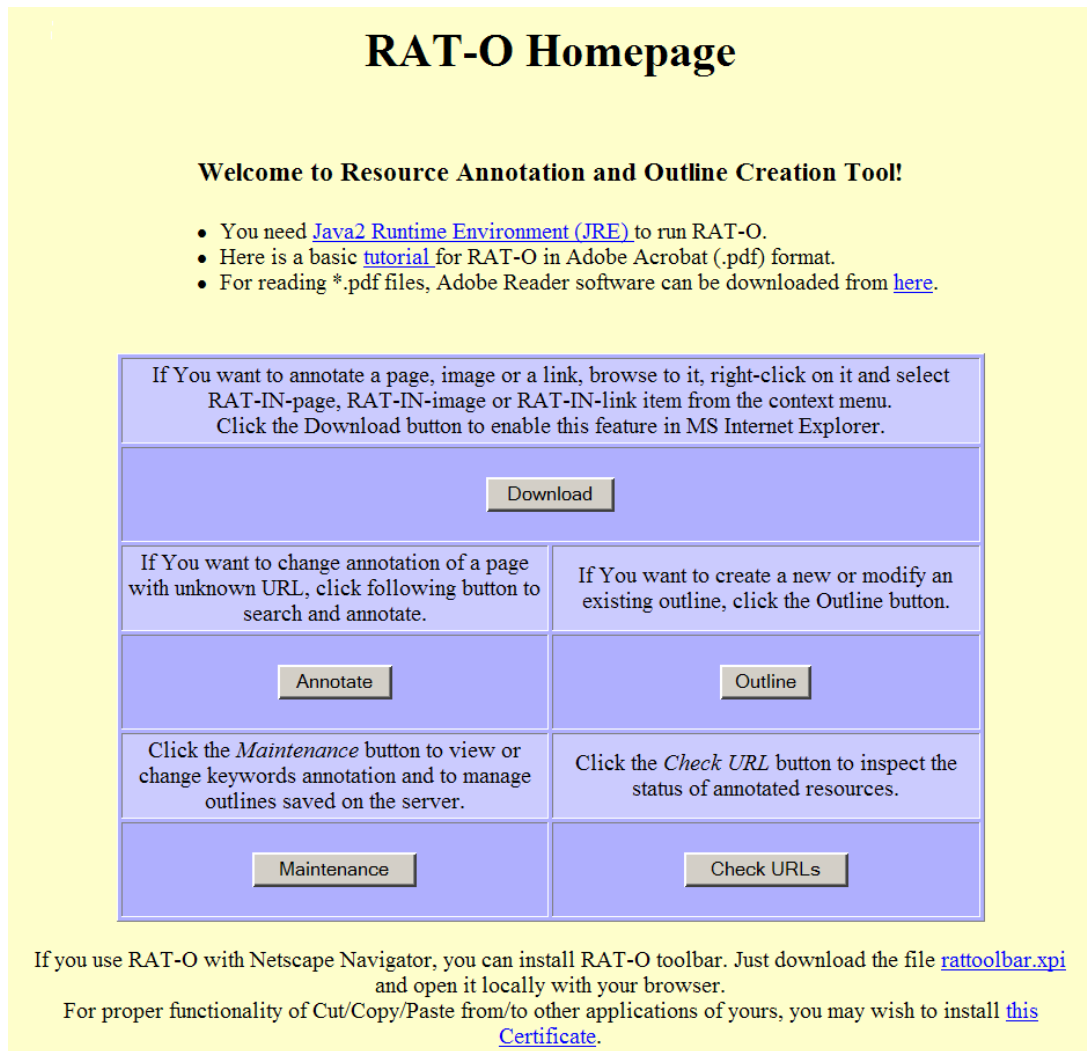 RAT-O Homepage
Welcome to Resource Annotation and Outline Creation Tool!
● You need Java2 Runtime Environment (JRE) to run RAT-O.
● Here is a basic tutorial for RAT-O in Adobe Acrobat (.pdf) format.
● For reading *.pdf files, Adobe Reader software can be downloaded from here.
If You want to annotate a page, image or a link, browse to it, right-click on it and select
RAT-IN-page, RAT-IN-image or RAT-IN-link item from the context menu.
Click the Download button to enable this feature in MS Internet Explorer.
Download
If You want to change annotation of a page
with unknown URL, click following button to
search and annotate.
If You want to create a new or modify an
existing outline, click the Outline button.
Annotate
Outline
Click the Maintenance button to view or
change keywords annotation and to manage
outlines saved on the server.
Click the Check URL button to inspect the
status of annotated resources.
Maintenance
Check URLs
If you use RAT-O with Netscape Navigator, you can install RAT-O toolbar. Just download the file rattoolbar.xpi
and open it locally with your browser.
For proper functionality of Cut/Copy/Paste from/to other applications of yours, you may wish to install this
Certificate.